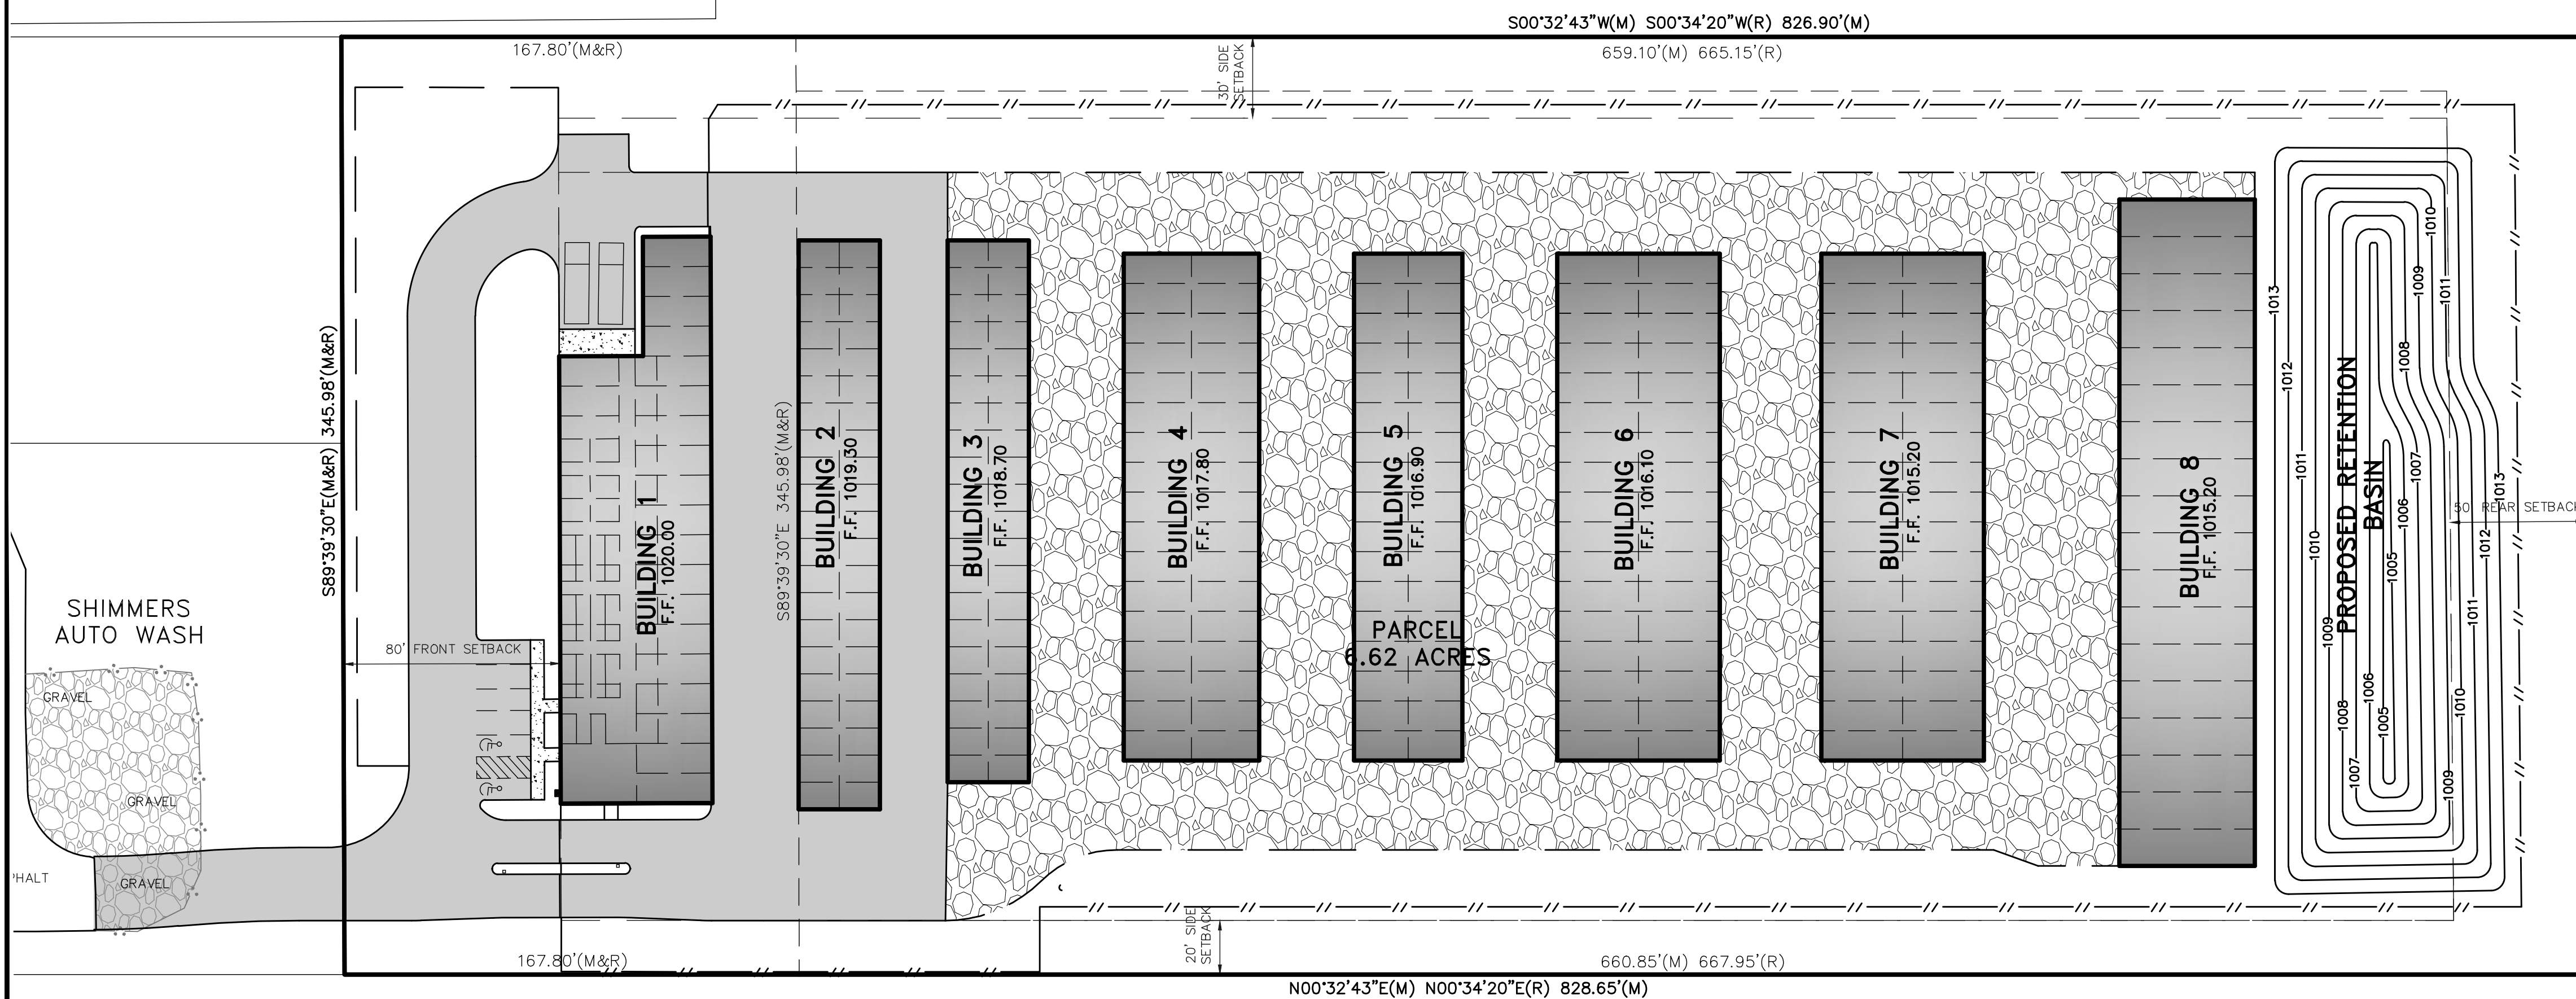 S00°32'43"W(M) S00°34'20"W(R) 826.90'(M)
167.80'(M&R)
659.10'(M) 665.15'(R)
30' SIDE
SETBACK
S89°39'30"E(M&R) 345.98'(M&R)
80' FRONT SETBACK
SHIMMERS
AUTO WASH
GRAVEL
GRAVEL
GRAVEL
PHALT
BUILDING 1
F.F. 1020.00
S89°39'30"E 345.98'(M&R)
BUILDING 2
F.F. 1019.30
BUILDING 3
F.F. 1018.70
BUILDING 4
F.F. 1017.80
BUILDING 5
F.F. 1016.90
PARCEL
6.62 ACRES
BUILDING 6
F.F. 1016.10
BUILDING 7
F.F. 1015.20
BUILDING 8
F.F. 1015.20
PROPOSED RETENTION
BASIN
1013
1012
1011
1010
1009
1008
1007
1006
1005
1005
1006
1007
1008
1009
1010
1011
1012
1013
1011
1010
1009
50' REAR SETBACK
20' SIDE
SETBACK
167.80'(M&R)
660.85'(M) 667.95'(R)
N00°32'43"E(M) N00°34'20"E(R) 828.65'(M)